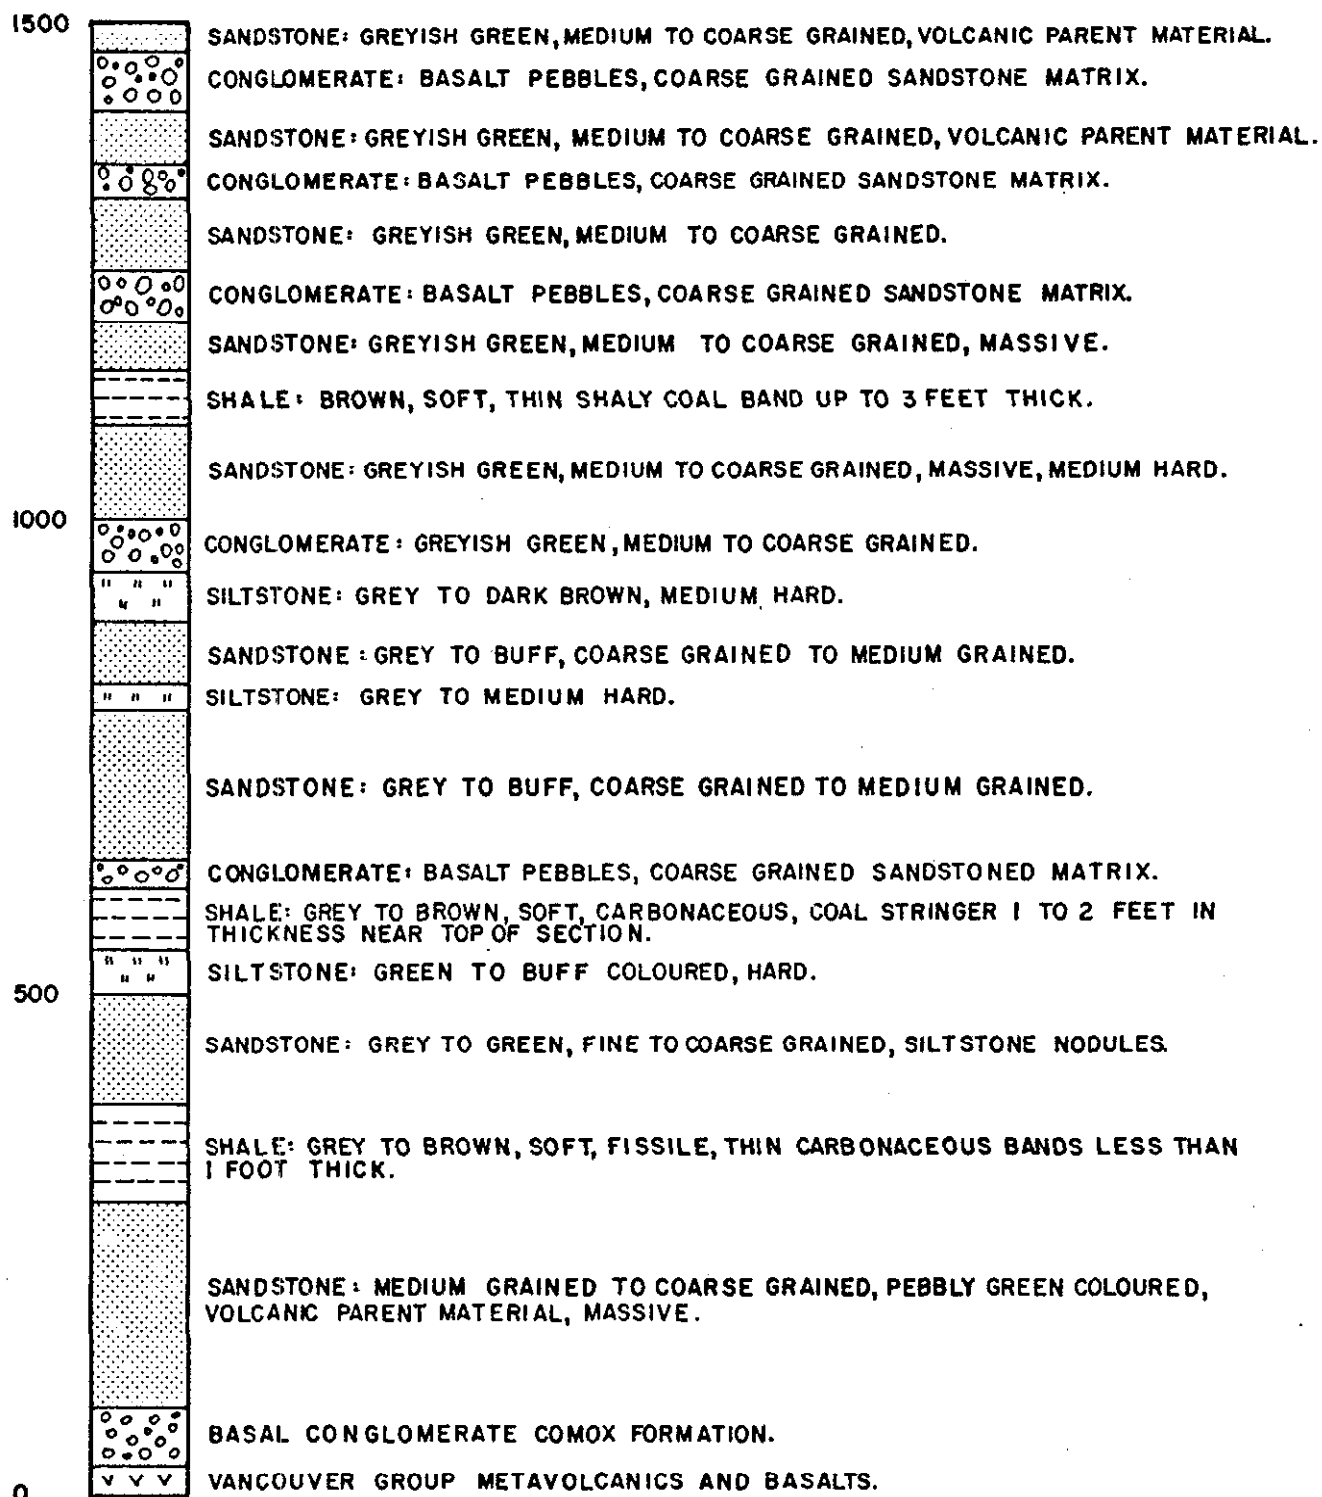 1500
SANDSTONE: GREYISH GREEN, MEDIUM TO COARSE GRAINED, VOLCANIC PARENT MATERIAL.
CONGLOMERATE: BASALT PEBBLES, COARSE GRAINED SANDSTONE MATRIX.
SANDSTONE: GREYISH GREEN, MEDIUM TO COARSE GRAINED, VOLCANIC PARENT MATERIAL.
CONGLOMERATE: BASALT PEBBLES, COARSE GRAINED SANDSTONE MATRIX.
SANDSTONE: GREYISH GREEN, MEDIUM TO COARSE GRAINED.
CONGLOMERATE: BASALT PEBBLES, COARSE GRAINED SANDSTONE MATRIX.
SANDSTONE: GREYISH GREEN, MEDIUM TO COARSE GRAINED, MASSIVE.
SHALE: BROWN, SOFT, THIN SHALY COAL BAND UP TO 3 FEET THICK.
SANDSTONE: GREYISH GREEN, MEDIUM TO COARSE GRAINED, MASSIVE, MEDIUM HARD.
1000
CONGLOMERATE: GREYISH GREEN, MEDIUM TO COARSE GRAINED.
SILTSTONE: GREY TO DARK BROWN, MEDIUM HARD.
SANDSTONE: GREY TO BUFF, COARSE GRAINED TO MEDIUM GRAINED.
SILTSTONE: GREY TO MEDIUM HARD.
SANDSTONE: GREY TO BUFF, COARSE GRAINED TO MEDIUM GRAINED.
CONGLOMERATE: BASALT PEBBLES, COARSE GRAINED SANDSTONED MATRIX.
SHALE: GREY TO BROWN, SOFT, CARBONACEOUS, COAL STRINGER 1 TO 2 FEET IN
THICKNESS NEAR TOP OF SECTION.
SILTSTONE: GREEN TO BUFF COLOURED, HARD.
500
SANDSTONE: GREY TO GREEN, FINE TO COARSE GRAINED, SILTSTONE NODULES.
SHALE: GREY TO BROWN, SOFT, FISSILE, THIN CARBONACEOUS BANDS LESS THAN
1 FOOT THICK.
SANDSTONE: MEDIUM GRAINED TO COARSE GRAINED, PEBBLY GREEN COLOURED,
VOLCANIC PARENT MATERIAL, MASSIVE.
BASAL CONGLOMERATE COMOX FORMATION.
VANCOUVER GROUP METAVOLCANICS AND BASALTS.
0